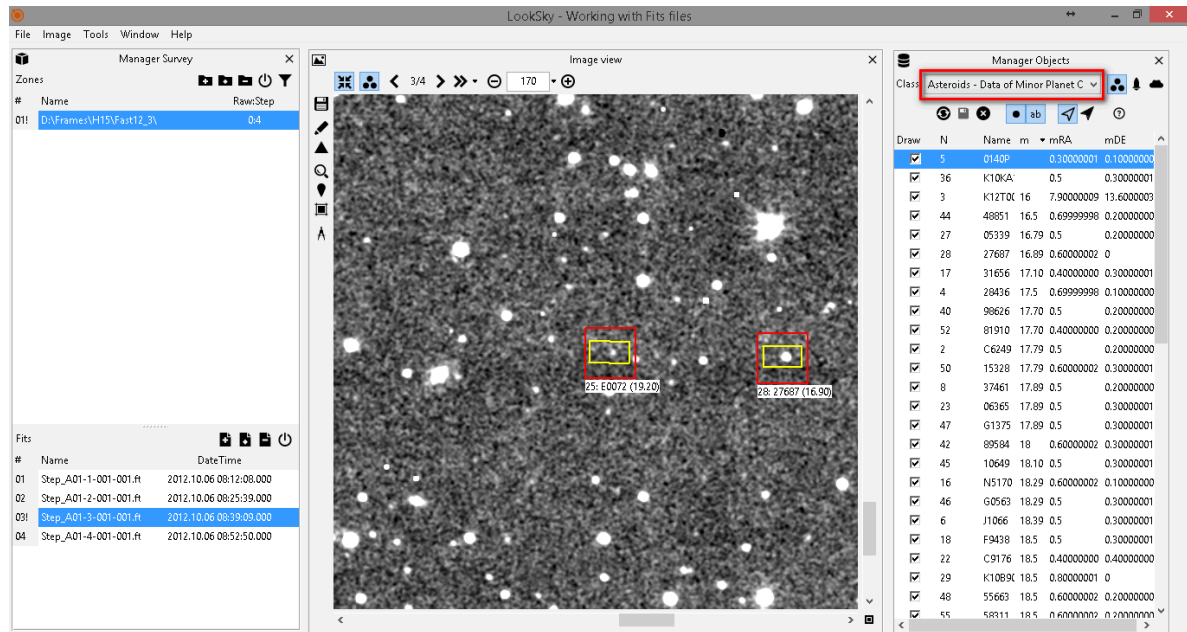 LookSky - Working with Fits files
File Image Tools Window Help
Manager Survey
Zones
# Name Raw:Step
01! D:\Frames\H15\Fast12_3\ 0:4
Fits
# Name DateTime
01 Step_A01-1-001-001.ft 2012.10.06 08:12:08.000
02 Step_A01-2-001-001.ft 2012.10.06 08:25:39.000
03! Step_A01-3-001-001.ft 2012.10.06 08:39:09.000
04 Step_A01-4-001-001.ft 2012.10.06 08:52:50.000
Image view
3/4 170
25: E0072 (19.20)
28: 27687 (16.90)
Manager Objects
Class Asteroids - Data of Minor Planet C
ab
Draw N Name m mRA mDE
5 0140P 0.30000001 0.10000000
36 K10KA 0.5 0.30000001
3 K12T0( 16 7.90000009 13.6000003
44 48851 16.5 0.69999998 0.20000000
27 05339 16.79 0.5 0.20000000
28 27687 16.89 0.60000002 0
17 31656 17.10 0.40000000 0.30000001
4 28436 17.5 0.69999998 0.10000000
40 98626 17.70 0.5 0.20000000
52 81910 17.70 0.40000000 0.20000000
2 C6249 17.79 0.5 0.20000000
50 15328 17.79 0.60000002 0.30000001
8 37461 17.89 0.5 0.20000000
23 06365 17.89 0.5 0.30000001
47 G1375 17.89 0.5 0.30000001
42 89584 18 0.60000002 0.30000001
45 10649 18.10 0.5 0.30000001
16 N5170 18.29 0.60000002 0.10000000
46 G0563 18.29 0.5 0.30000001
6 J1066 18.39 0.5 0.30000001
18 F9438 18.5 0.5 0.30000001
22 C9176 18.5 0.40000000 0.40000000
29 K10B9( 18.5 0.80000001 0
48 55663 18.5 0.60000002 0.20000000
55 58311 18.5 0.60000002 0.20000000